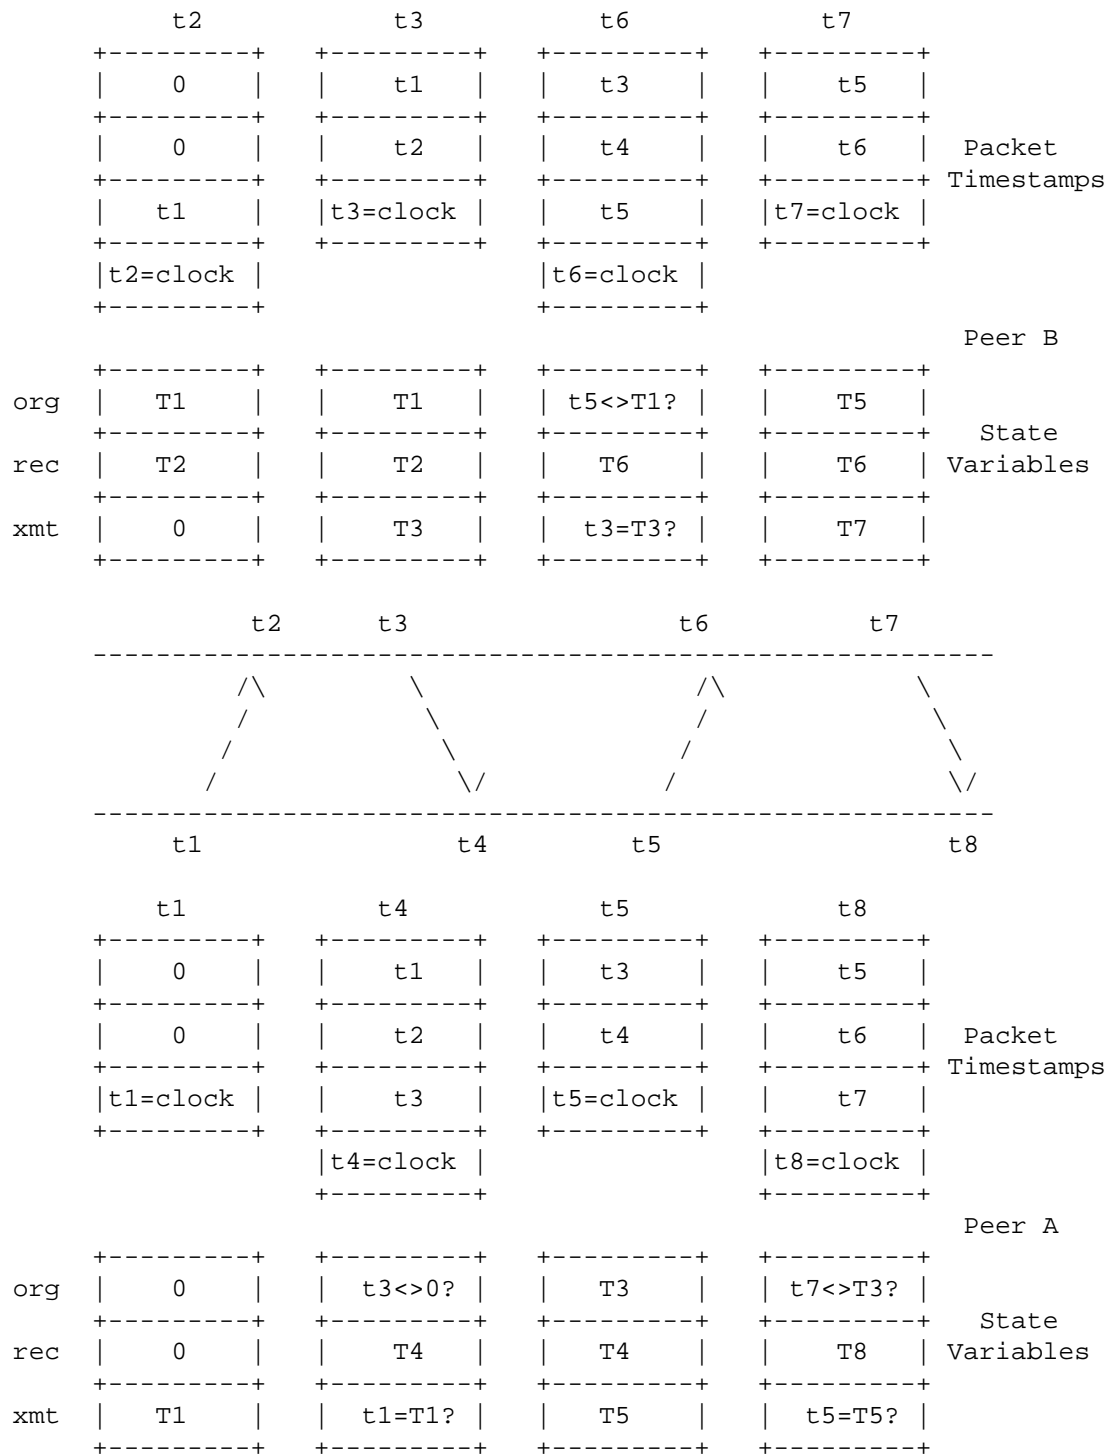 t2            t3           t6          t7
         +---------+   +---------+   +---------+   +---------+
         |    0    |   |    t1   |   |   t3    |   |    t5   |
         +---------+   +---------+   +---------+   +---------+
         |    0    |   |    t2   |   |   t4    |   |    t6   |  Packet
         +---------+   +---------+   +---------+   +---------+ Timestamps
         |   t1    |   |t3=clock |   |   t5    |   |t7=clock |
         +---------+   +---------+   +---------+   +---------+
         |t2=clock |                 |t6=clock |
         +---------+                 +---------+
                                                                Peer B
         +---------+   +---------+   +---------+   +---------+
   org   |   T1    |   |    T1   |   | t5<>T1? |   |    T5   |
         +---------+   +---------+   +---------+   +---------+   State
   rec   |   T2    |   |    T2   |   |   T6    |   |    T6   | Variables
         +---------+   +---------+   +---------+   +---------+
   xmt   |    0    |   |    T3   |   |  t3=T3? |   |    T7   |
         +---------+   +---------+   +---------+   +---------+

                   t2      t3                 t6          t7
         ---------------------------------------------------------
                  /\         \                 /\            \
                  /           \                /              \
                 /             \              /                \
                /               \/           /                 \/
         ---------------------------------------------------------
              t1                t4         t5                  t8

             t1            t4            t5             t8
         +---------+   +---------+   +---------+   +---------+
         |    0    |   |    t1   |   |   t3    |   |    t5   |
         +---------+   +---------+   +---------+   +---------+
         |    0    |   |    t2   |   |   t4    |   |    t6   |  Packet
         +---------+   +---------+   +---------+   +---------+ Timestamps
         |t1=clock |   |    t3   |   |t5=clock |   |    t7   |
         +---------+   +---------+   +---------+   +---------+
                       |t4=clock |                 |t8=clock |
                       +---------+                 +---------+
                                                                Peer A
         +---------+   +---------+   +---------+   +---------+
   org   |    0    |   |  t3<>0? |   |   T3    |   | t7<>T3? |
         +---------+   +---------+   +---------+   +---------+   State
   rec   |    0    |   |    T4   |   |   T4    |   |    T8   | Variables
         +---------+   +---------+   +---------+   +---------+
   xmt   |   T1    |   |  t1=T1? |   |   T5    |   |  t5=T5? |
         +---------+   +---------+   +---------+   +---------+